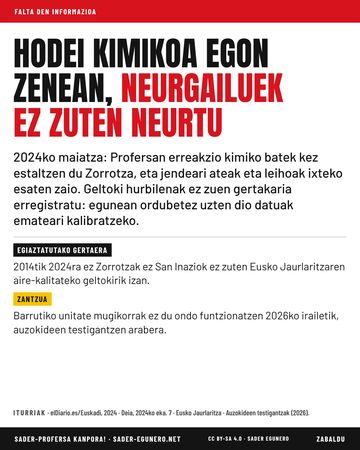 FALTA DEN INFORMAZIOA
HODEI KIMIKOA EGON
ZENEAN, NEURGAILUEK
EZ ZUTEN NEURTU
2024ko maiatza: Profersan erreakzio kimiko batek kez
estaltzen du Zorrotza, eta jendeari ateak eta leihoak ixteko
esaten zaio. Geltoki hurbilenak ez zuen gertakaria
erregistratu: egunean ordubetez uzten dio datuak
emateari kalibratzeko.
EGIAZTATUTAKO GERTAERA
2014tik 2024ra ez Zorrotzak ez San Inaziok ez zuten Eusko Jaurlaritzaren
aire-kalitateko geltokirik izan.
ZANTZUA
Barrutiko unitate mugikorrak ez du ondo funtzionatzen 2026ko irailetik,
auzokideen testigantzen arabera.
ITURRIAK · elDiario.es/Euskadi, 2024 · Deia, 2024ko eka. 7 · Eusko Jaurlaritza · Auzokideen testigantzak (2026).
SADER-PROFERSA KANPORA! · SADER-EGUNERO.NET CC BY-SA 4.0 · SADER EGUNERO ZABALDU